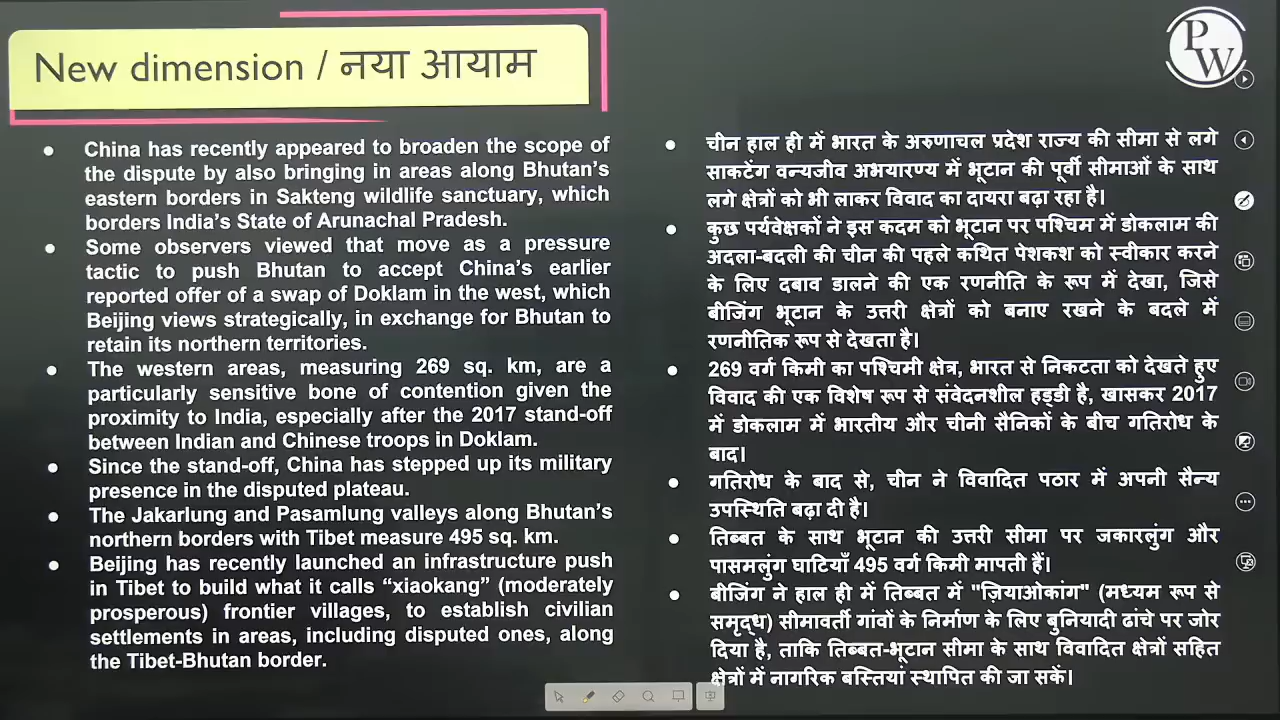 New dimension / नया आयाम
PW
China has recently appeared to broaden the scope of
the dispute by also bringing in areas along Bhutan's
eastern borders in Sakteng wildlife sanctuary, which
borders India's State of Arunachal Pradesh.
Some observers viewed that move as a pressure
tactic to push Bhutan to accept China's earlier
reported offer of a swap of Doklam in the west, which
Beijing views strategically, in exchange for Bhutan to
retain its northern territories.
The western areas, measuring 269 sq. km, are a
particularly sensitive bone of contention given the
proximity to India, especially after the 2017 stand-off
between Indian and Chinese troops in Doklam.
Since the stand-off, China has stepped up its military
presence in the disputed plateau.
The Jakarlung and Pasamlung valleys along Bhutan's
northern borders with Tibet measure 495 sq. km.
Beijing has recently launched an infrastructure push
in Tibet to build what it calls “xiaokang” (moderately
prosperous) frontier villages, to establish civilian
settlements in areas, including disputed ones, along
the Tibet-Bhutan border.
चीन हाल ही में भारत के अरुणाचल प्रदेश राज्य की सीमा से लगे
साकटेंग वन्यजीव अभयारण्य में भूटान की पूर्वी सीमाओं के साथ
लगे क्षेत्रों को भी लाकर विवाद का दायरा बढ़ा रहा है।
कुछ पर्यवेक्षकों ने इस कदम को भूटान पर पश्चिम में डोकलाम की
अदला-बदली की चीन की पहले कथित पेशकश को स्वीकार करने
के लिए दबाव डालने की एक रणनीति के रूप में देखा, जिसे
बीजिंग भूटान के उत्तरी क्षेत्रों को बनाए रखने के बदले में
रणनीतिक रूप से देखता है।
269 वर्ग किमी का पश्चिमी क्षेत्र, भारत से निकटता को देखते हुए
विवाद की एक विशेष रूप से संवेदनशील हड्डी है, खासकर 2017
में डोकलाम में भारतीय और चीनी सैनिकों के बीच गतिरोध के
बाद।
गतिरोध के बाद से, चीन ने विवादित पठार में अपनी सैन्य
उपस्थिति बढ़ा दी है।
तिब्बत के साथ भूटान की उत्तरी सीमा पर जकारलुंग और
पासमलुंग घाटियाँ 495 वर्ग किमी मापती हैं।
बीजिंग ने हाल ही में तिब्बत में "ज़ियाओकांग" (मध्यम रूप से
समृद्ध) सीमावर्ती गांवों के निर्माण के लिए बुनियादी ढांचे पर जोर
दिया है, ताकि तिब्बत-भूटान सीमा के साथ विवादित क्षेत्रों सहित
क्षेत्रों में नागरिक बस्तियां स्थापित की जा सकें।